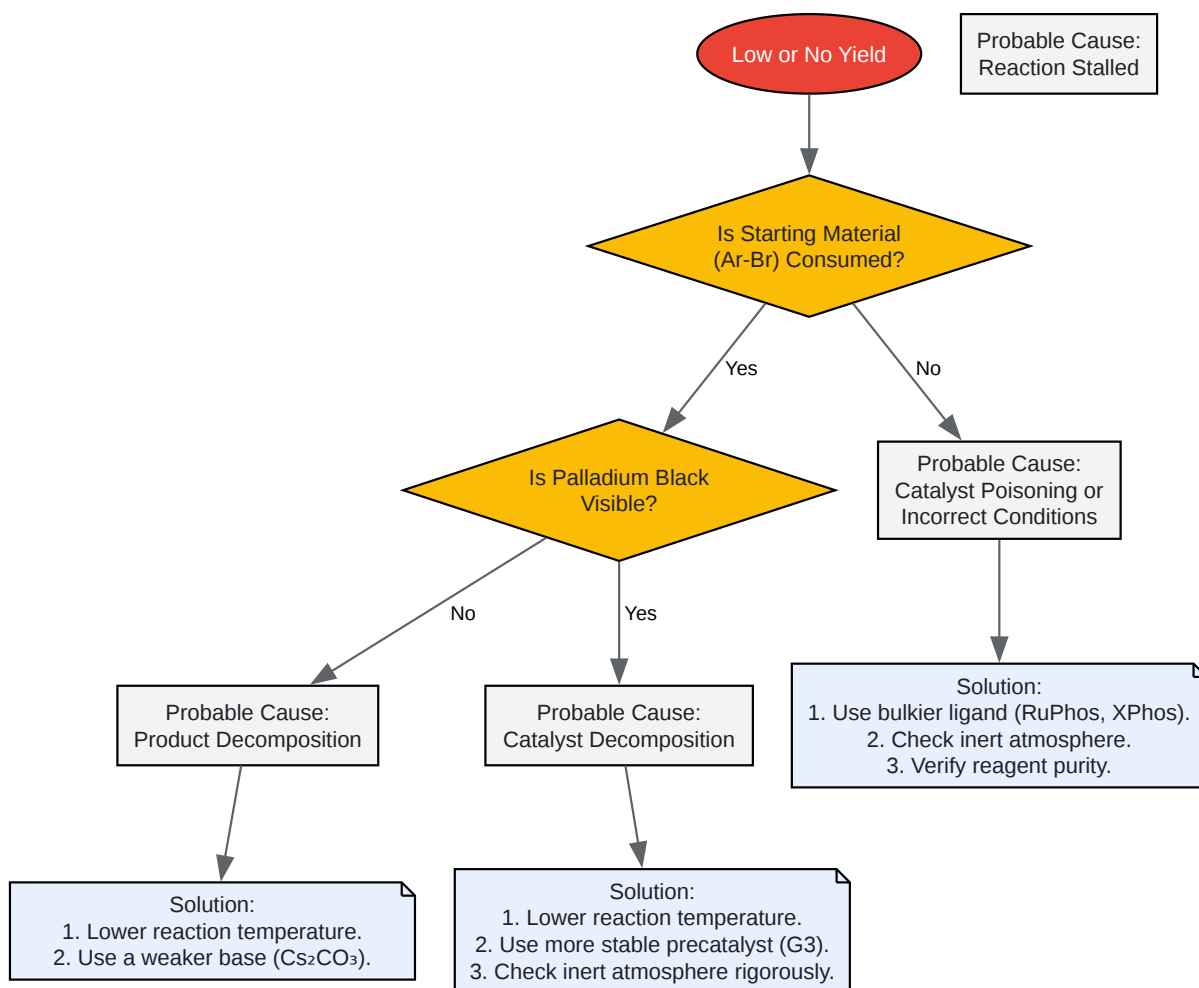 Low or No Yield
Probable Cause:
Reaction Stalled
Is Starting Material
(Ar-Br) Consumed?
Yes
No
Is Palladium Black
Visible?
Probable Cause:
Catalyst Poisoning or
Incorrect Conditions
No
Yes
Probable Cause:
Product Decomposition
Probable Cause:
Catalyst Decomposition
Solution:
1. Use bulkier ligand (RuPhos, XPhos).
2. Check inert atmosphere.
3. Verify reagent purity.
Solution:
1. Lower reaction temperature.
2. Use a weaker base (Cs₂CO₃).
Solution:
1. Lower reaction temperature.
2. Use more stable precatalyst (G3).
3. Check inert atmosphere rigorously.